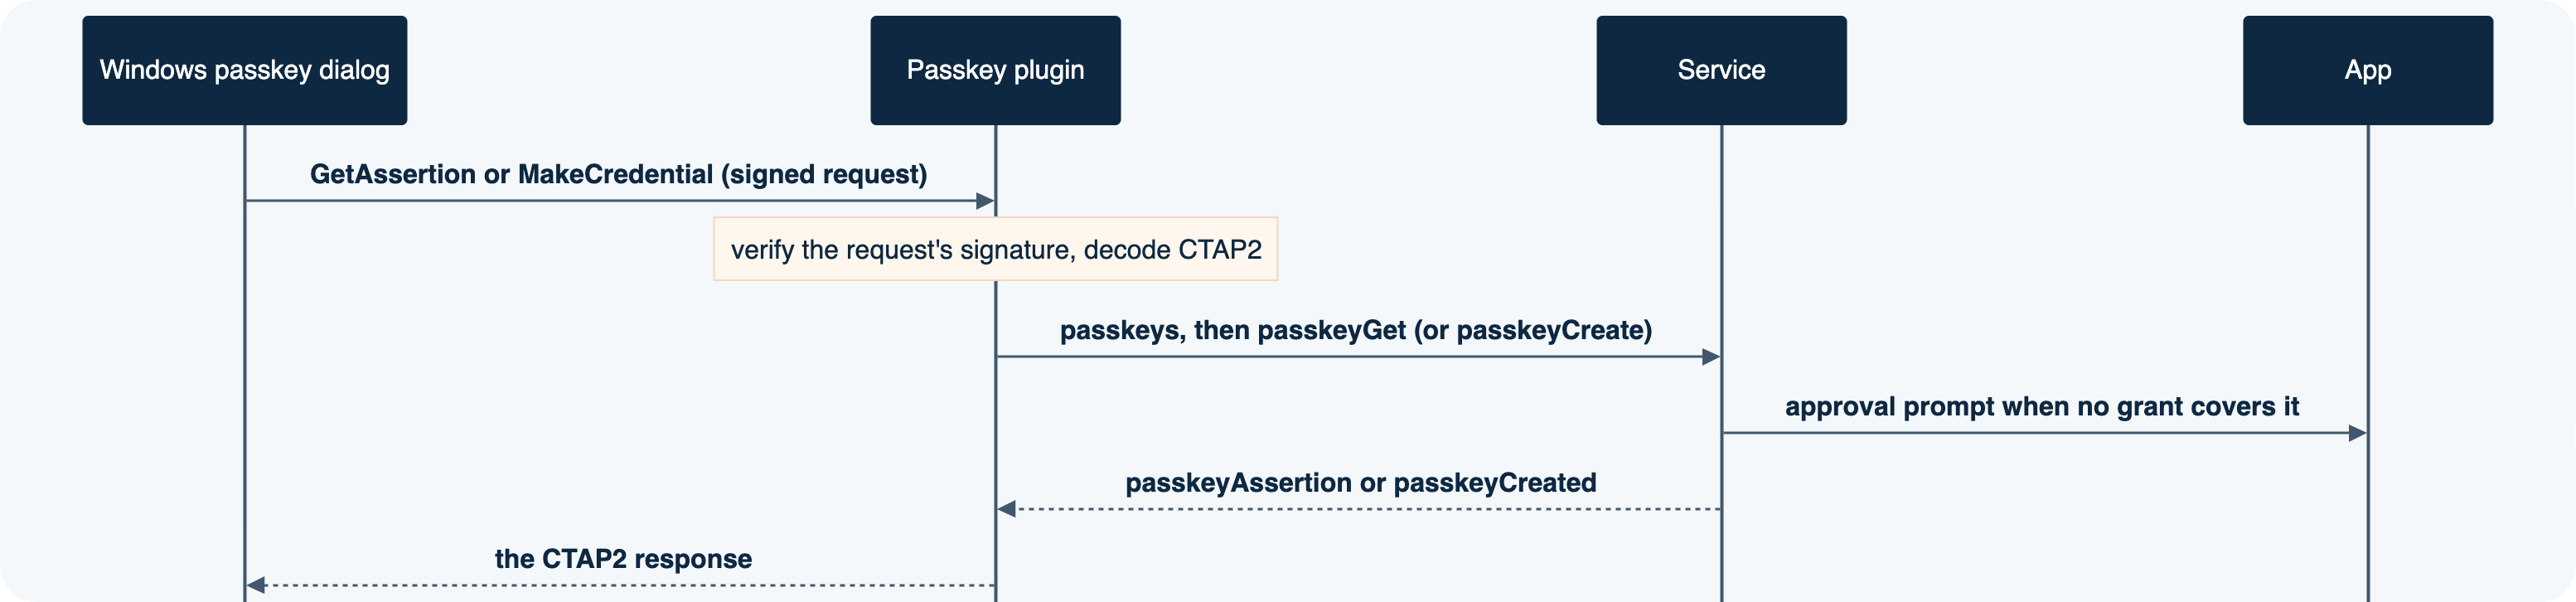 Windows passkey dialog
Passkey plugin
Service
App
GetAssertion or MakeCredential (signed request)
verify the request's signature, decode CTAP2
passkeys, then passkeyGet (or passkeyCreate)
approval prompt when no grant covers it
passkeyAssertion or passkeyCreated
the CTAP2 response